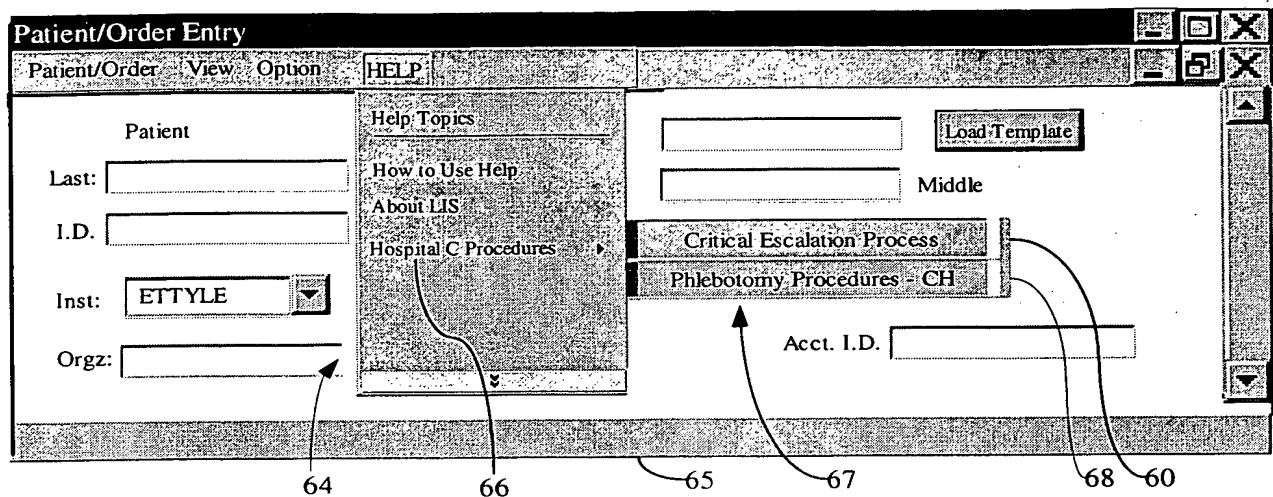 Patient/Order Entry
Patient/Order View Option HELP
Patient
Help Topics
Load Template
Last:
How to Use Help
Middle
About LIS
I.D.
Hospital C Procedures
Critical Escalation Process
Phlebotomy Procedures - CH
Inst: ETTYLE
Acct. I.D.
Orgz:
64 66 65 67 68 60